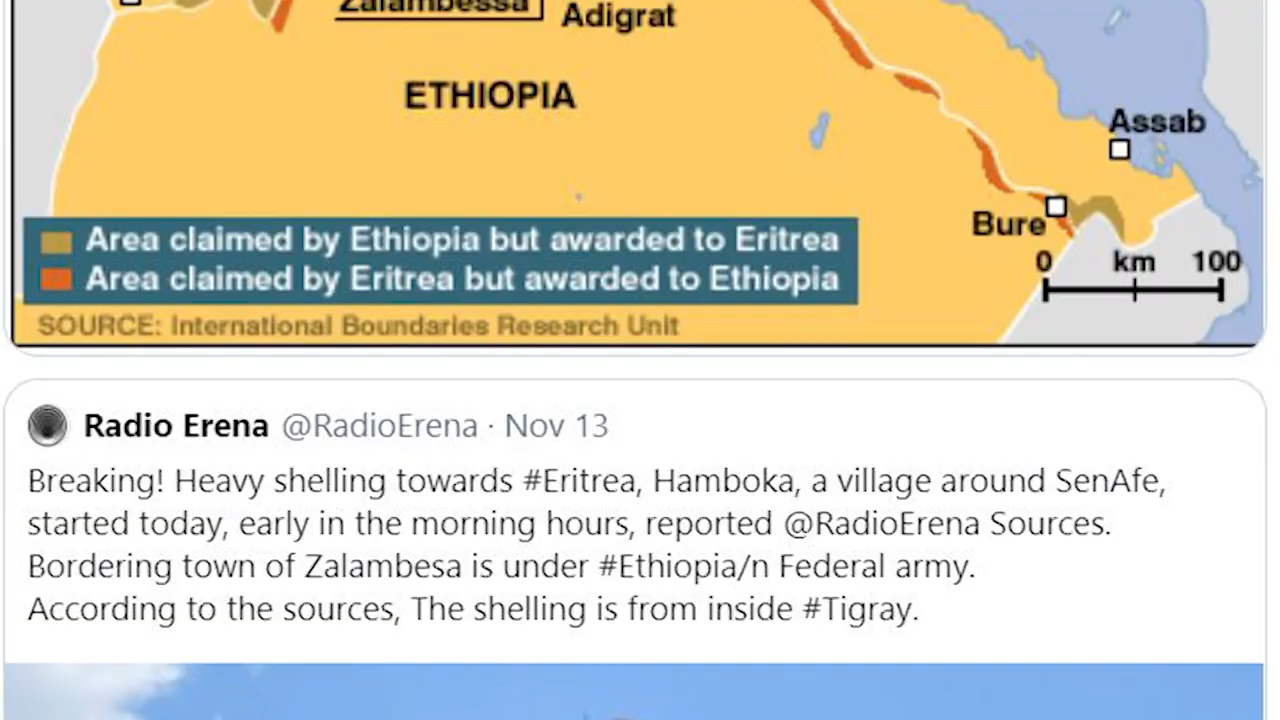 Zalambessa
Adigrat
ETHIOPIA
Assab
Bure
0 km 100
Area claimed by Ethiopia but awarded to Eritrea
Area claimed by Eritrea but awarded to Ethiopia
SOURCE: International Boundaries Research Unit
Radio Erena @RadioErena · Nov 13
Breaking! Heavy shelling towards #Eritrea, Hamboka, a village around SenAfe,
started today, early in the morning hours, reported @RadioErena Sources.
Bordering town of Zalambesa is under #Ethiopia/n Federal army.
According to the sources, The shelling is from inside #Tigray.